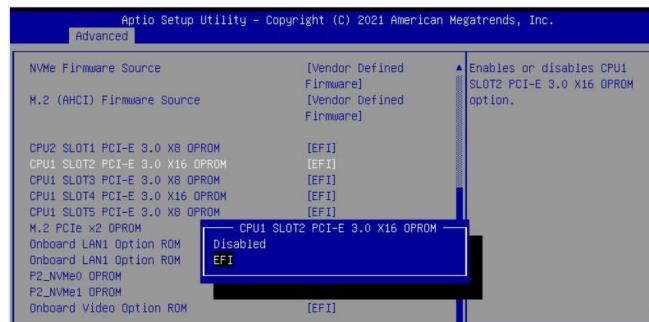 Aptio Setup Utility – Copyright (C) 2021 American Megatrends, Inc.
Advanced
NVMe Firmware Source [Vendor Defined Firmware]
M.2 (AHCI) Firmware Source [Vendor Defined Firmware]
CPU2 SLOT1 PCI-E 3.0 X8 OPROM [EFI]
CPU1 SLOT2 PCI-E 3.0 X16 OPROM [EFI]
CPU1 SLOT3 PCI-E 3.0 X8 OPROM [EFI]
CPU1 SLOT4 PCI-E 3.0 X16 OPROM [EFI]
CPU1 SLOT5 PCI-E 3.0 X8 OPROM [EFI]
M.2 PCIe x2 OPROM
Onboard LAN1 Option ROM
Onboard LAN1 Option ROM
P2_NVMe0 OPROM
P2_NVMe1 OPROM
Onboard Video Option ROM [EFI]
CPU1 SLOT2 PCI-E 3.0 X16 OPROM
Disabled
EFI
Enables or disables CPU1
SLOT2 PCI-E 3.0 X16 OPROM
option.